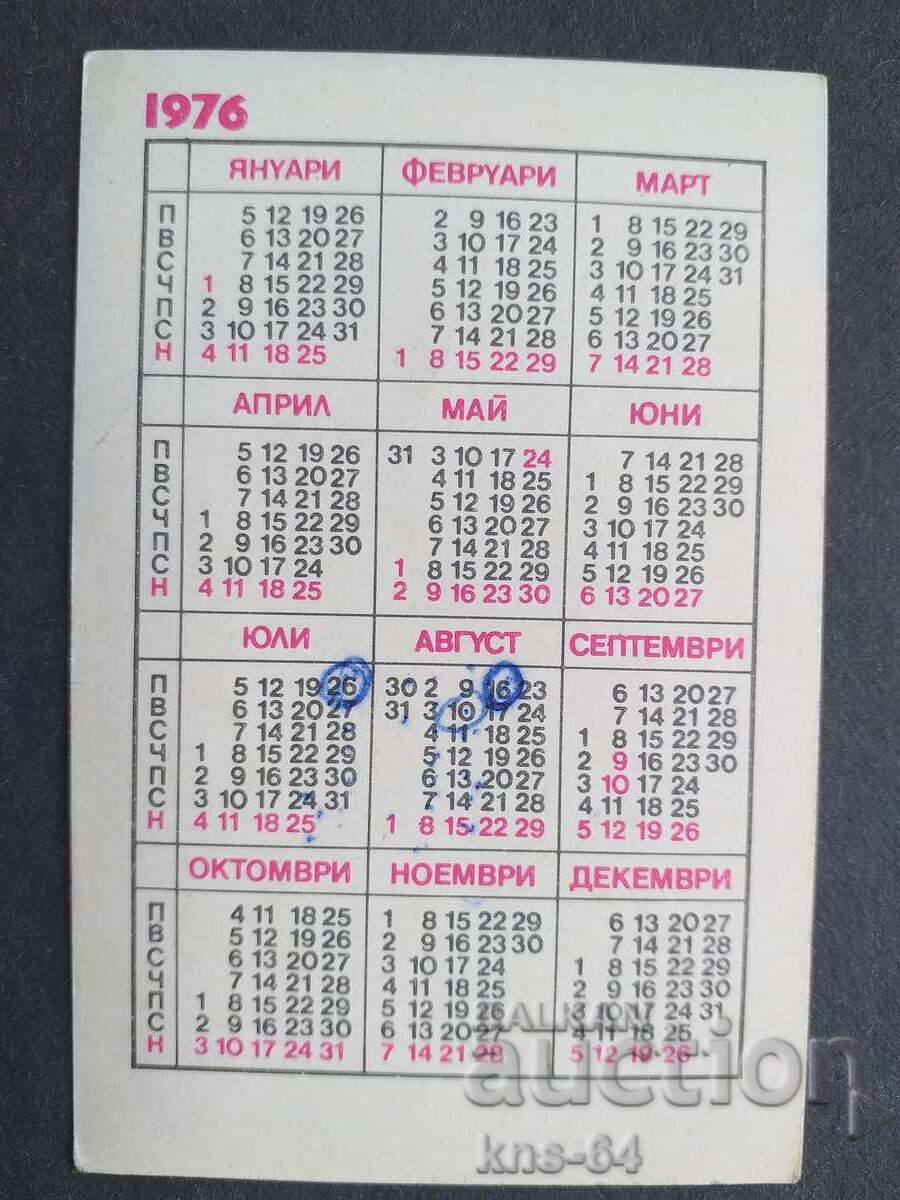 1976
ЯНУАРИ ФЕВРУАРИ МАРТ
П 5 12 19 26 2 9 16 23 1 8 15 22 29
В 6 13 20 27 3 10 17 24 2 9 16 23 30
С 7 14 21 28 4 11 18 25 3 10 17 24 31
Ч 1 8 15 22 29 5 12 19 26 4 11 18 25
П 2 9 16 23 30 6 13 20 27 5 12 19 26
С 3 10 17 24 31 7 14 21 28 6 13 20 27
Н 4 11 18 25 1 8 15 22 29 7 14 21 28
АПРИЛ МАЙ ЮНИ
П 5 12 19 26 31 3 10 17 24 7 14 21 28
В 6 13 20 27 4 11 18 25 1 8 15 22 29
С 7 14 21 28 5 12 19 26 2 9 16 23 30
Ч 1 8 15 22 29 6 13 20 27 3 10 17 24
П 2 9 16 23 30 7 14 21 28 4 11 18 25
С 3 10 17 24 1 8 15 22 29 5 12 19 26
Н 4 11 18 25 2 9 16 23 30 6 13 20 27
ЮЛИ АВГУСТ СЕПТЕМВРИ
П 5 12 19 26 30 2 9 16 23 6 13 20 27
В 6 13 20 27 31 3 10 17 24 7 14 21 28
С 7 14 21 28 4 11 18 25 1 8 15 22 29
Ч 1 8 15 22 29 5 12 19 26 2 9 16 23 30
П 2 9 16 23 30 6 13 20 27 3 10 17 24
С 3 10 17 24 31 7 14 21 28 4 11 18 25
Н 4 11 18 25 1 8 15 22 29 5 12 19 26
ОКТОМВРИ НОЕМВРИ ДЕКЕМВРИ
П 4 11 18 25 1 8 15 22 29 6 13 20 27
В 5 12 19 26 2 9 16 23 30 7 14 21 28
С 6 13 20 27 3 10 17 24 1 8 15 22 29
Ч 7 14 21 28 4 11 18 25 2 9 16 23 30
П 1 8 15 22 29 5 12 19 26 3 10 17 24 31
С 2 9 16 23 30 6 13 20 27 4 11 18 25
Н 3 10 17 24 31 7 14 21 28 5 12 19 26
BALKAN
auction
kns-64